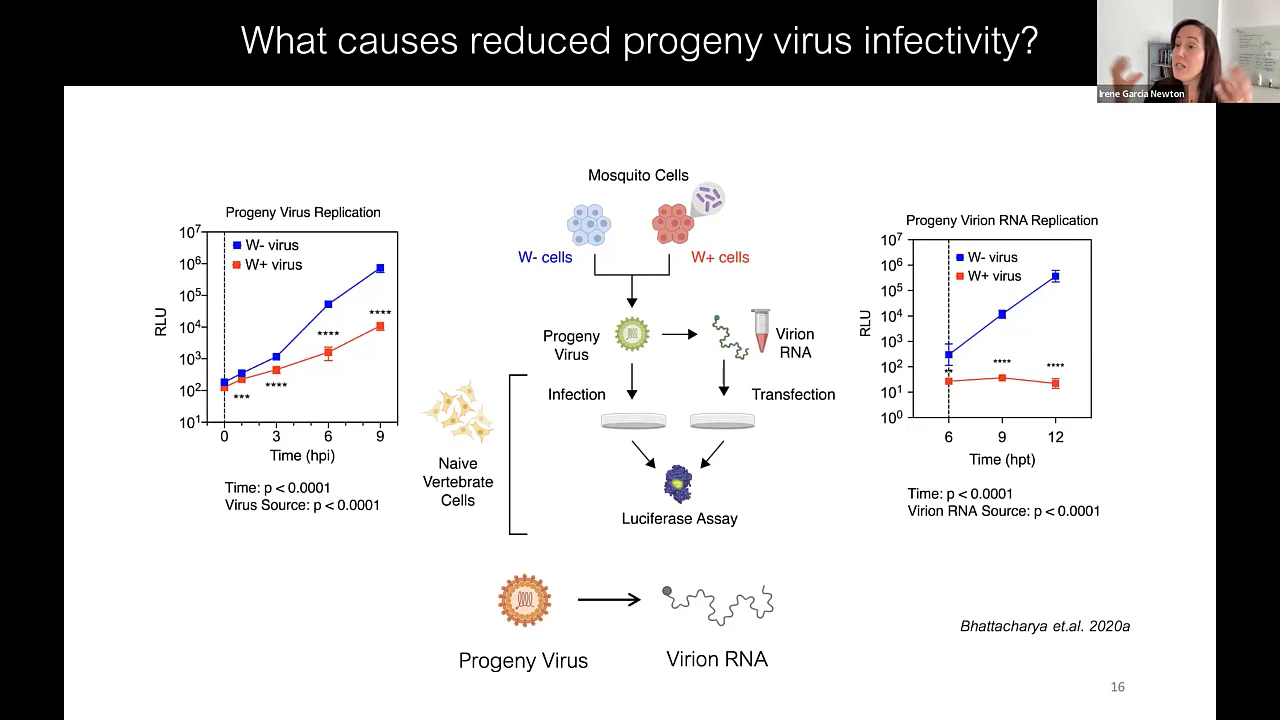 What causes reduced progeny virus infectivity?
Irene Garcia Newton
Progeny Virus Replication
10⁷
10⁶
10⁵
10⁴
10³
10²
10¹
RLU
W- virus
W+ virus
***
****
****
****
0
3
6
9
Time (hpi)
Time: p < 0.0001
Virus Source: p < 0.0001
Mosquito Cells
W- cells
W+ cells
Progeny
Virus
Virion
RNA
Infection
Transfection
Naive
Vertebrate
Cells
Luciferase Assay
Progeny Virus
Virion RNA
Progeny Virion RNA Replication
10⁷
10⁶
10⁵
10⁴
10³
10²
10¹
10⁰
RLU
W- virus
W+ virus
**
****
****
6
9
12
Time (hpt)
Time: p < 0.0001
Virion RNA Source: p < 0.0001
Bhattacharya et.al. 2020a
16